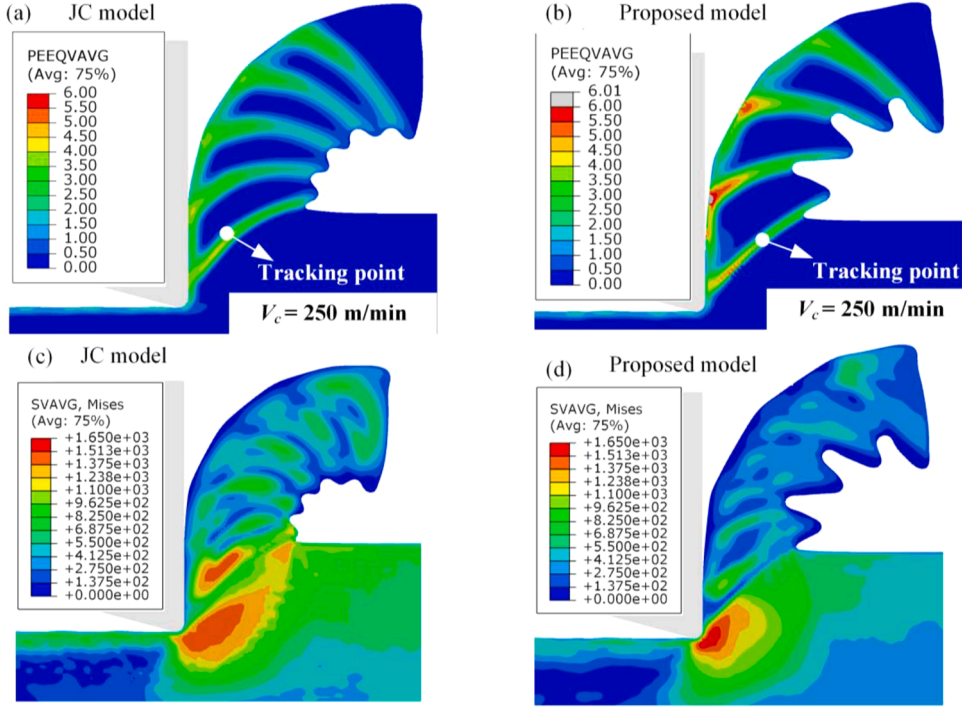 (a) JC model
PEEQVAVG
(Avg: 75%)
6.00
5.50
5.00
4.50
4.00
3.50
3.00
2.50
2.00
1.50
1.00
0.50
0.00
Tracking point
Vc = 250 m/min
(b) Proposed model
PEEQVAVG
(Avg: 75%)
6.01
6.00
5.50
5.00
4.50
4.00
3.50
3.00
2.50
2.00
1.50
1.00
0.50
0.00
Tracking point
Vc = 250 m/min
(c) JC model
SVAVG, Mises
(Avg: 75%)
+1.650e+03
+1.513e+03
+1.375e+03
+1.238e+03
+1.100e+03
+9.625e+02
+8.250e+02
+6.875e+02
+5.500e+02
+4.125e+02
+2.750e+02
+1.375e+02
+0.000e+00
(d) Proposed model
SVAVG, Mises
(Avg: 75%)
+1.650e+03
+1.513e+03
+1.375e+03
+1.238e+03
+1.100e+03
+9.625e+02
+8.250e+02
+6.875e+02
+5.500e+02
+4.125e+02
+2.750e+02
+1.375e+02
+0.000e+00